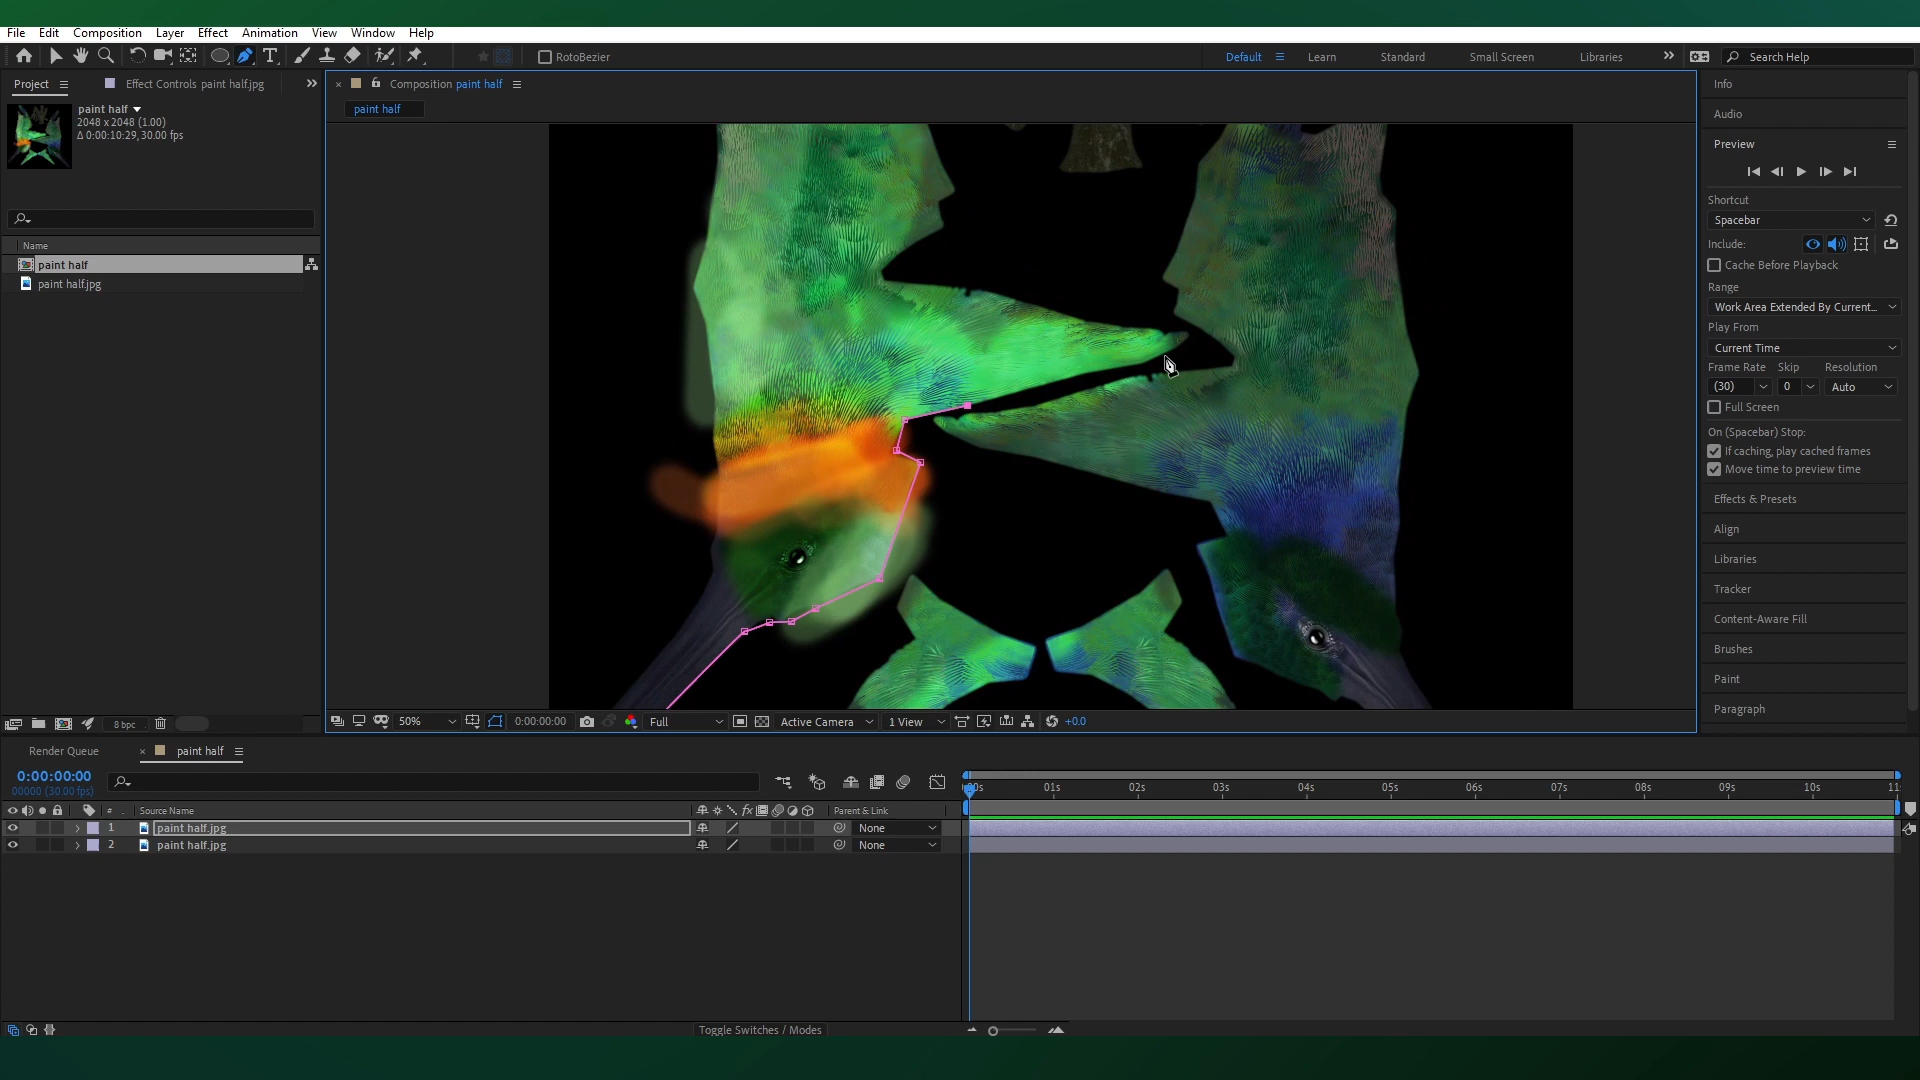 File Edit Composition Layer Effect Animation View Window Help
RotoBezier
Default Learn Standard Small Screen Libraries Search Help
Project Effect Controls paint half.jpg
Composition paint half
paint half
paint half
2048 x 2048 (1.00)
Δ 0:00:10:29, 30.00 fps
Name
paint half
paint half.jpg
8 bpc
50% 0:00:00:00 Full Active Camera 1 View +0.0
Info
Audio
Preview
Shortcut
Spacebar
Include:
Cache Before Playback
Range
Work Area Extended By Current...
Play From
Current Time
Frame Rate Skip Resolution
(30) 0 Auto
Full Screen
On (Spacebar) Stop:
If caching, play cached frames
Move time to preview time
Effects & Presets
Align
Libraries
Tracker
Content-Aware Fill
Brushes
Paint
Paragraph
Render Queue paint half
0:00:00:00
00000 (30.00 fps)
# Source Name fx Parent & Link
00s 01s 02s 03s 04s 05s 06s 07s 08s 09s 10s 11
1 paint half.jpg None
2 paint half.jpg None
Toggle Switches / Modes